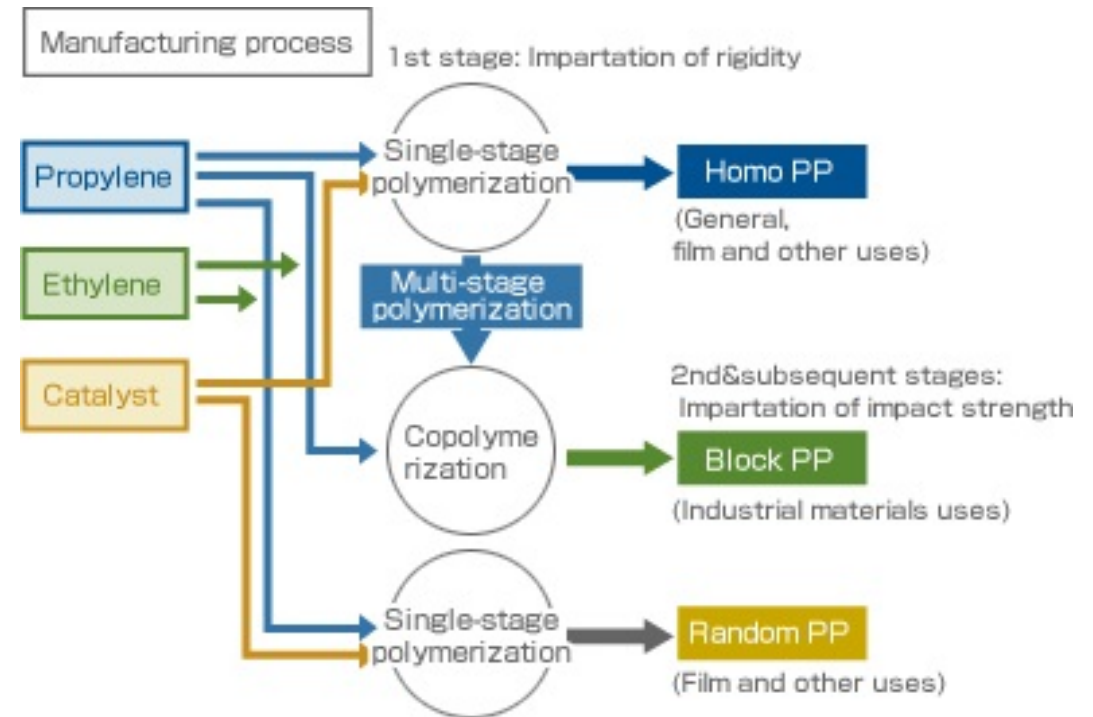 Manufacturing process
1st stage: Impartation of rigidity
Propylene
Ethylene
Catalyst
Single-stage
polymerization
Homo PP
(General,
film and other uses)
Multi-stage
polymerization
2nd&subsequent stages:
Impartation of impact strength
Copolyme
rization
Block PP
(Industrial materials uses)
Single-stage
polymerization
Random PP
(Film and other uses)